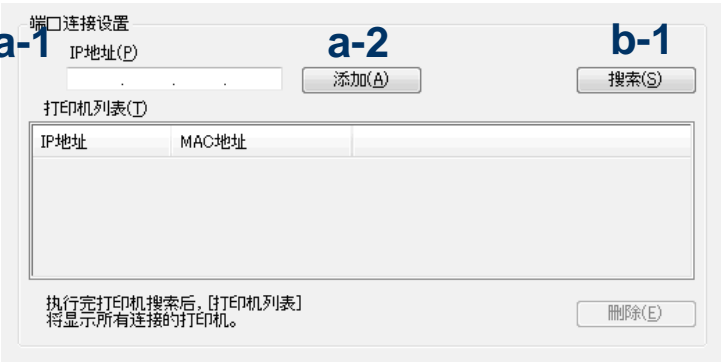 端口连接设置
a-1 IP地址(P) a-2 b-1
. . . 添加(A) 搜索(S)
打印机列表(T)
IP地址 MAC地址
执行完打印机搜索后,[打印机列表]
将显示所有连接的打印机。
删除(E)